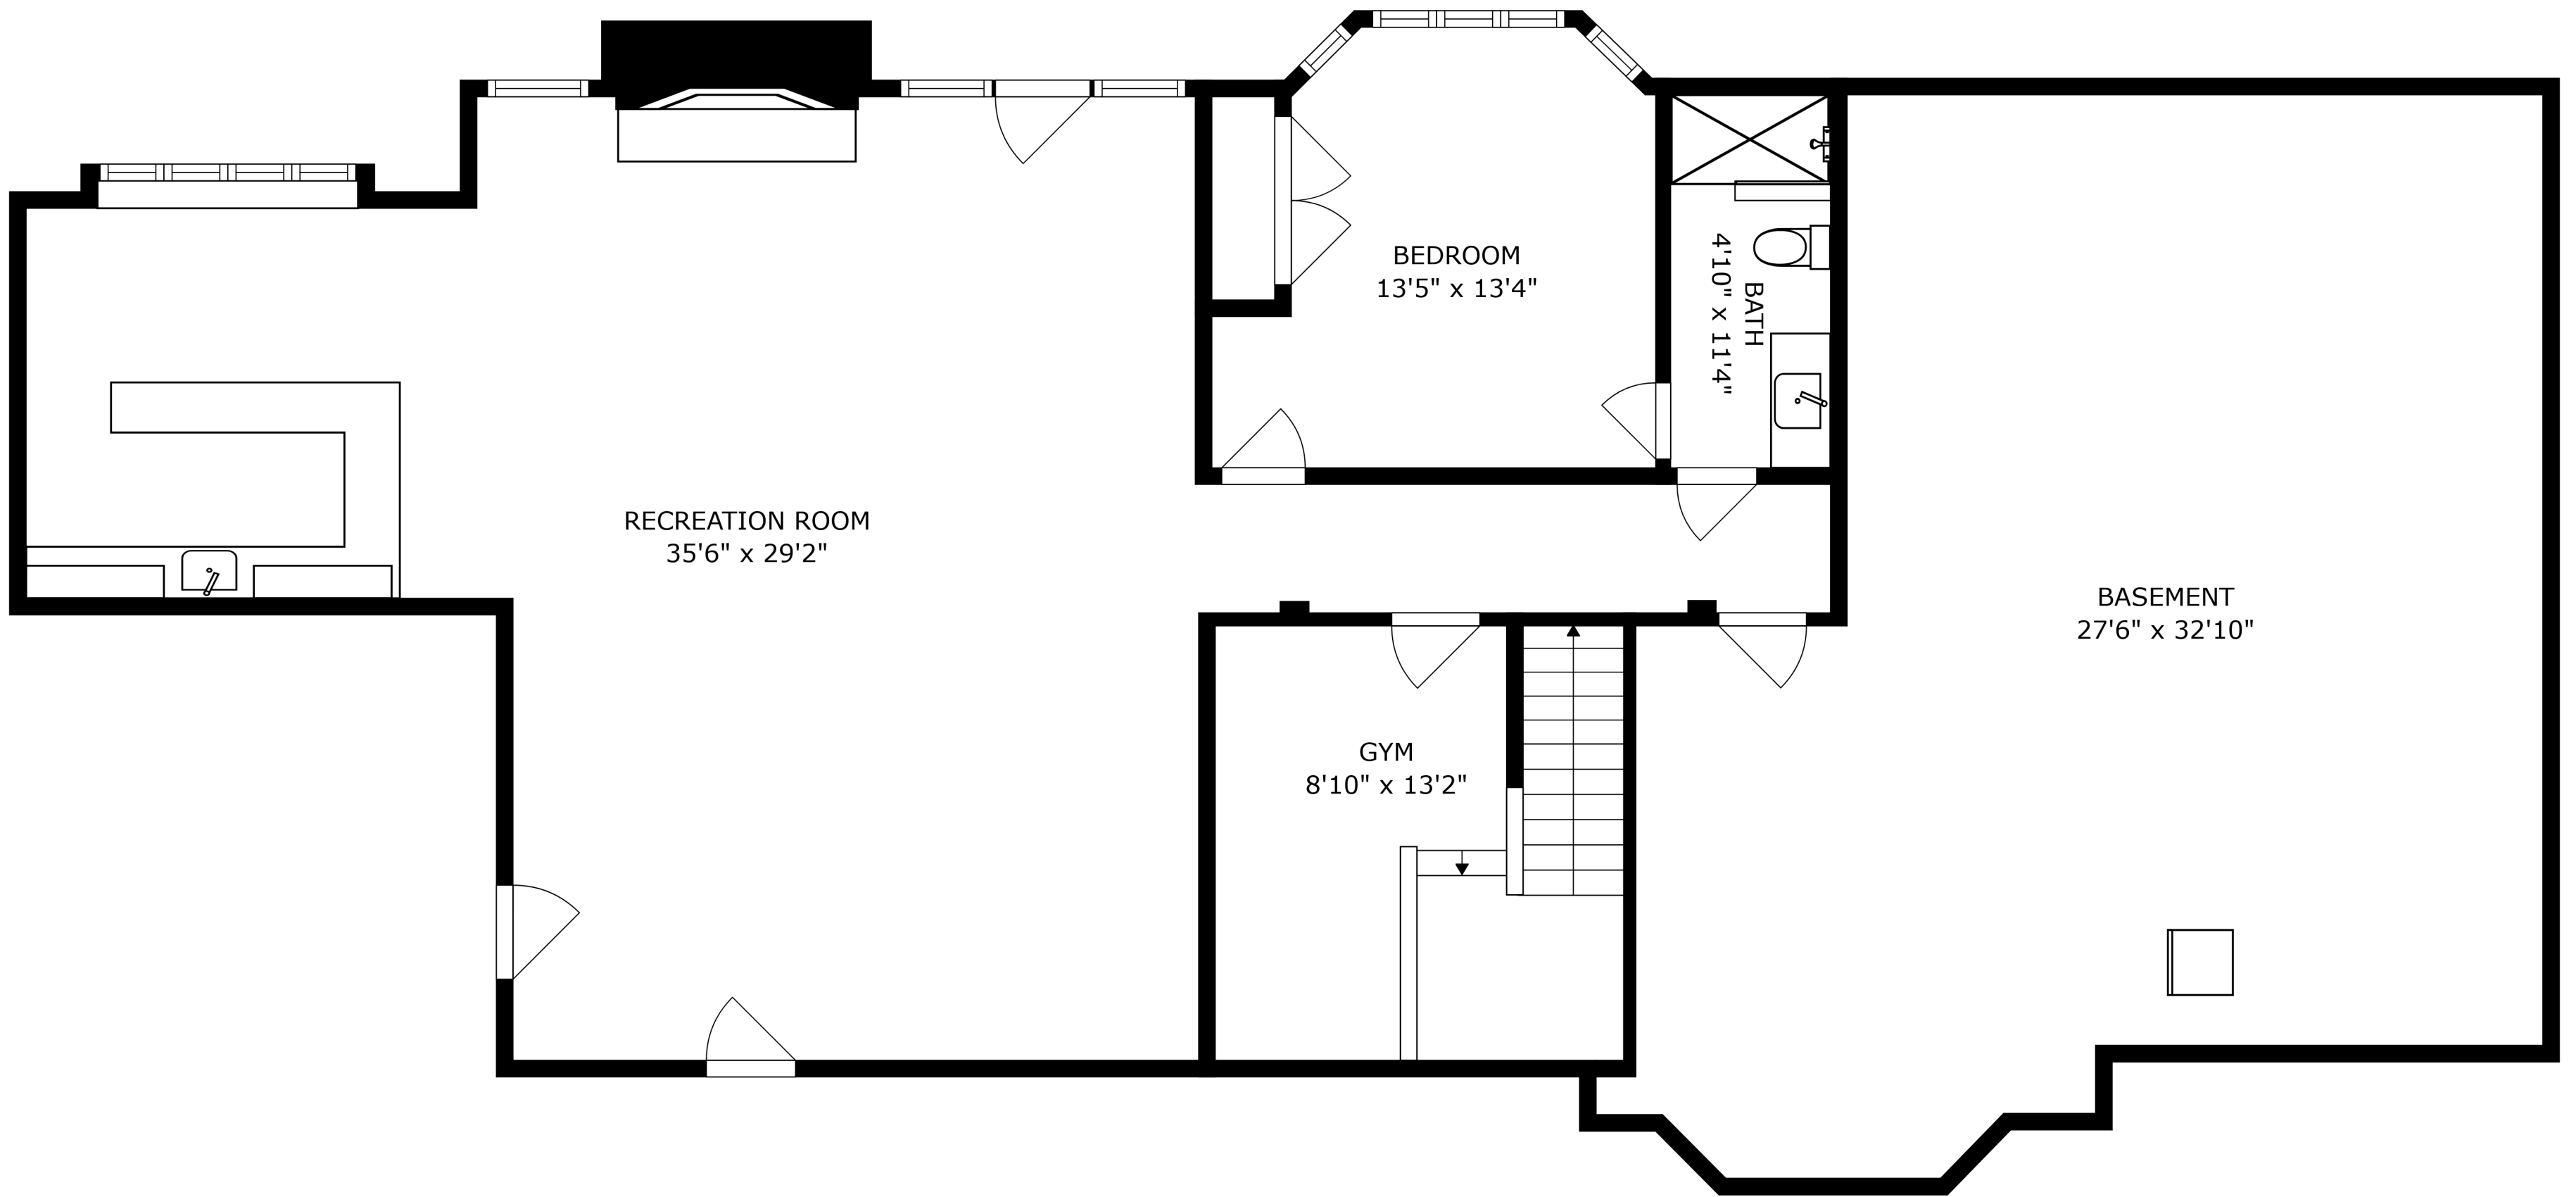 BEDROOM
13'5" x 13'4"
BATH
4'10" x 11'4"
RECREATION ROOM
35'6" x 29'2"
BASEMENT
27'6" x 32'10"
GYM
8'10" x 13'2"